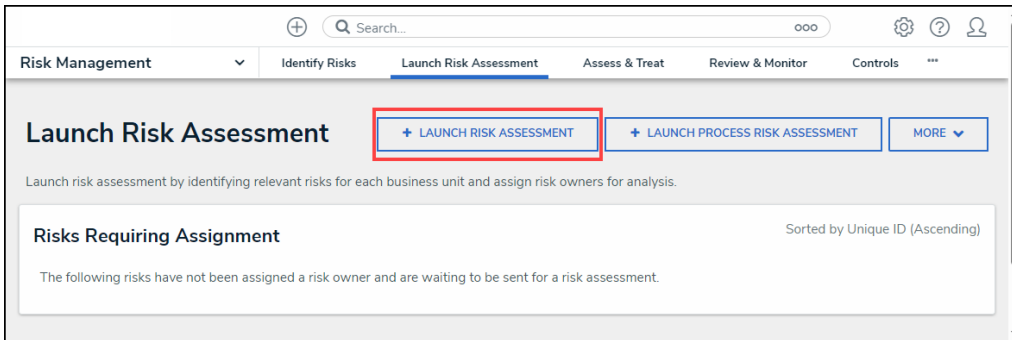 Search...
ooo
Risk Management
Identify Risks
Launch Risk Assessment
Assess & Treat
Review & Monitor
Controls
Launch Risk Assessment
+ LAUNCH RISK ASSESSMENT
+ LAUNCH PROCESS RISK ASSESSMENT
MORE
Launch risk assessment by identifying relevant risks for each business unit and assign risk owners for analysis.
Risks Requiring Assignment
Sorted by Unique ID (Ascending)
The following risks have not been assigned a risk owner and are waiting to be sent for a risk assessment.